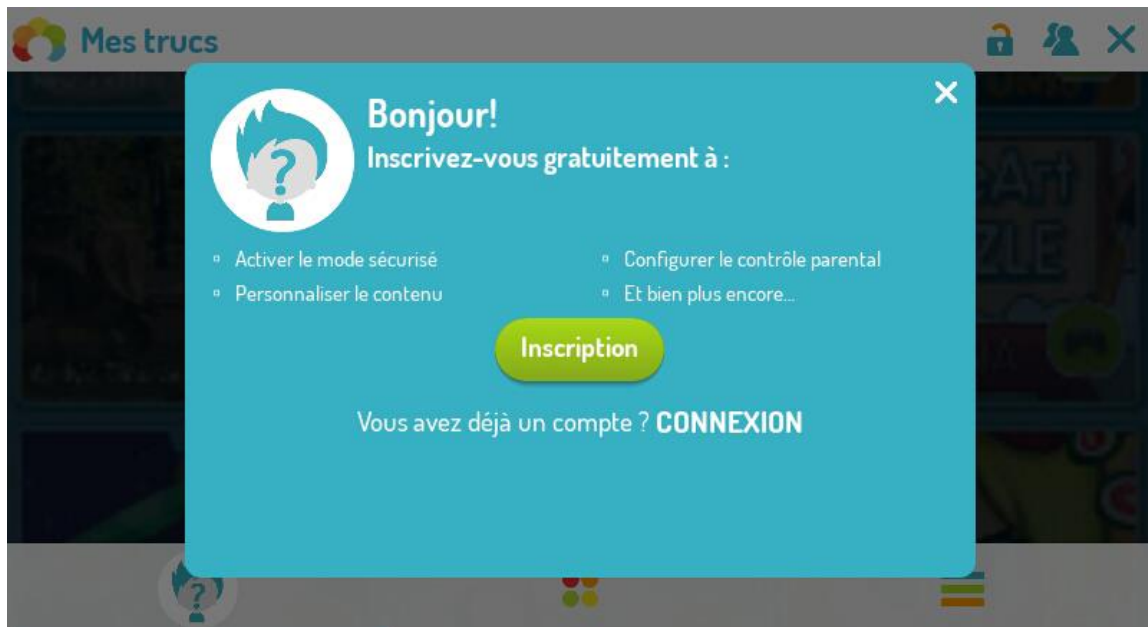 Mes trucs
Bonjour!
Inscrivez-vous gratuitement à :
Activer le mode sécurisé
Configurer le contrôle parental
Personnaliser le contenu
Et bien plus encore...
Inscription
Vous avez déjà un compte ? CONNEXION